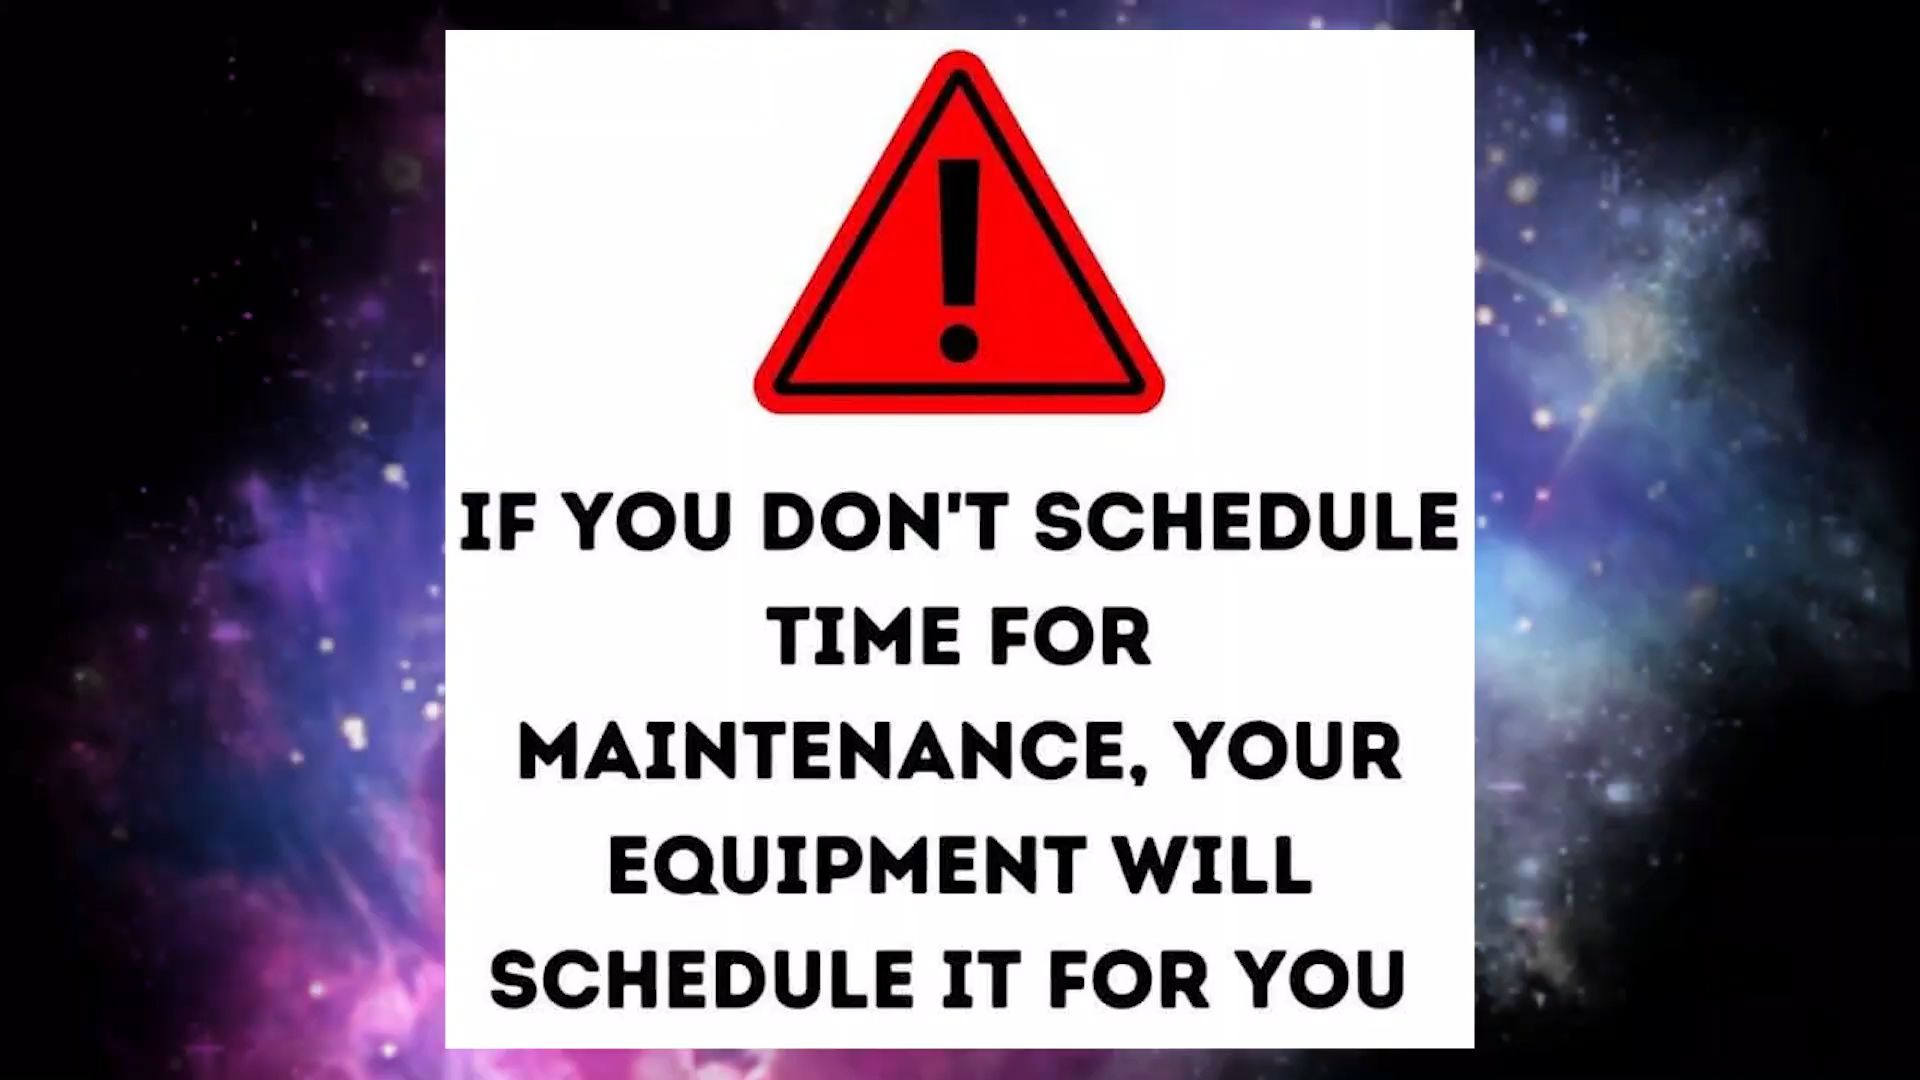 IF YOU DON'T SCHEDULE
TIME FOR
MAINTENANCE, YOUR
EQUIPMENT WILL
SCHEDULE IT FOR YOU